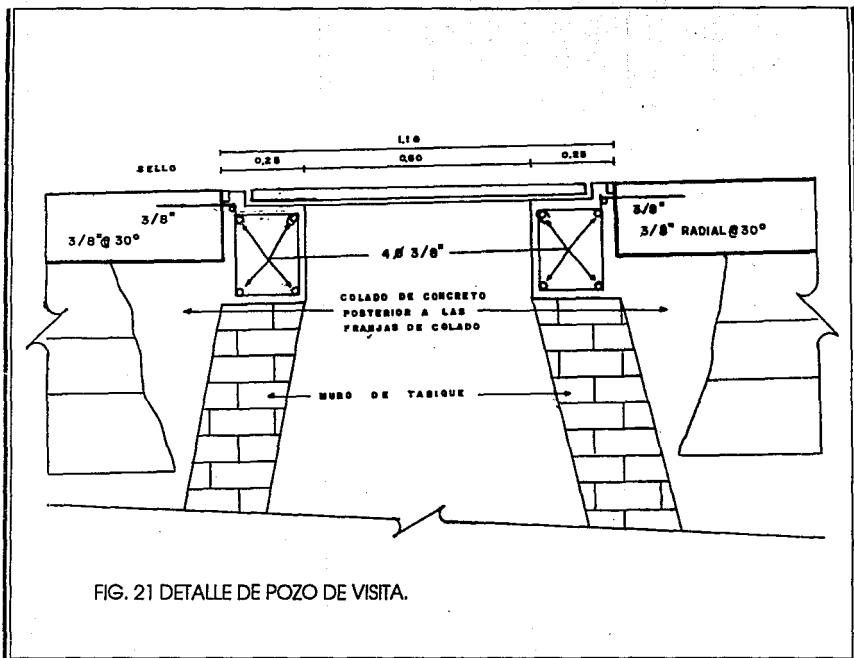 1.10
0.25 0.60 0.25
SELLO
3/8" 3/8"
3/8" @ 30° 3/8" RADIAL @ 30°
4 Ø 3/8"
COLADO DE CONCRETO
POSTERIOR A LAS
FRANJAS DE COLADO
MURO DE TABIQUE
FIG. 21 DETALLE DE POZO DE VISITA.